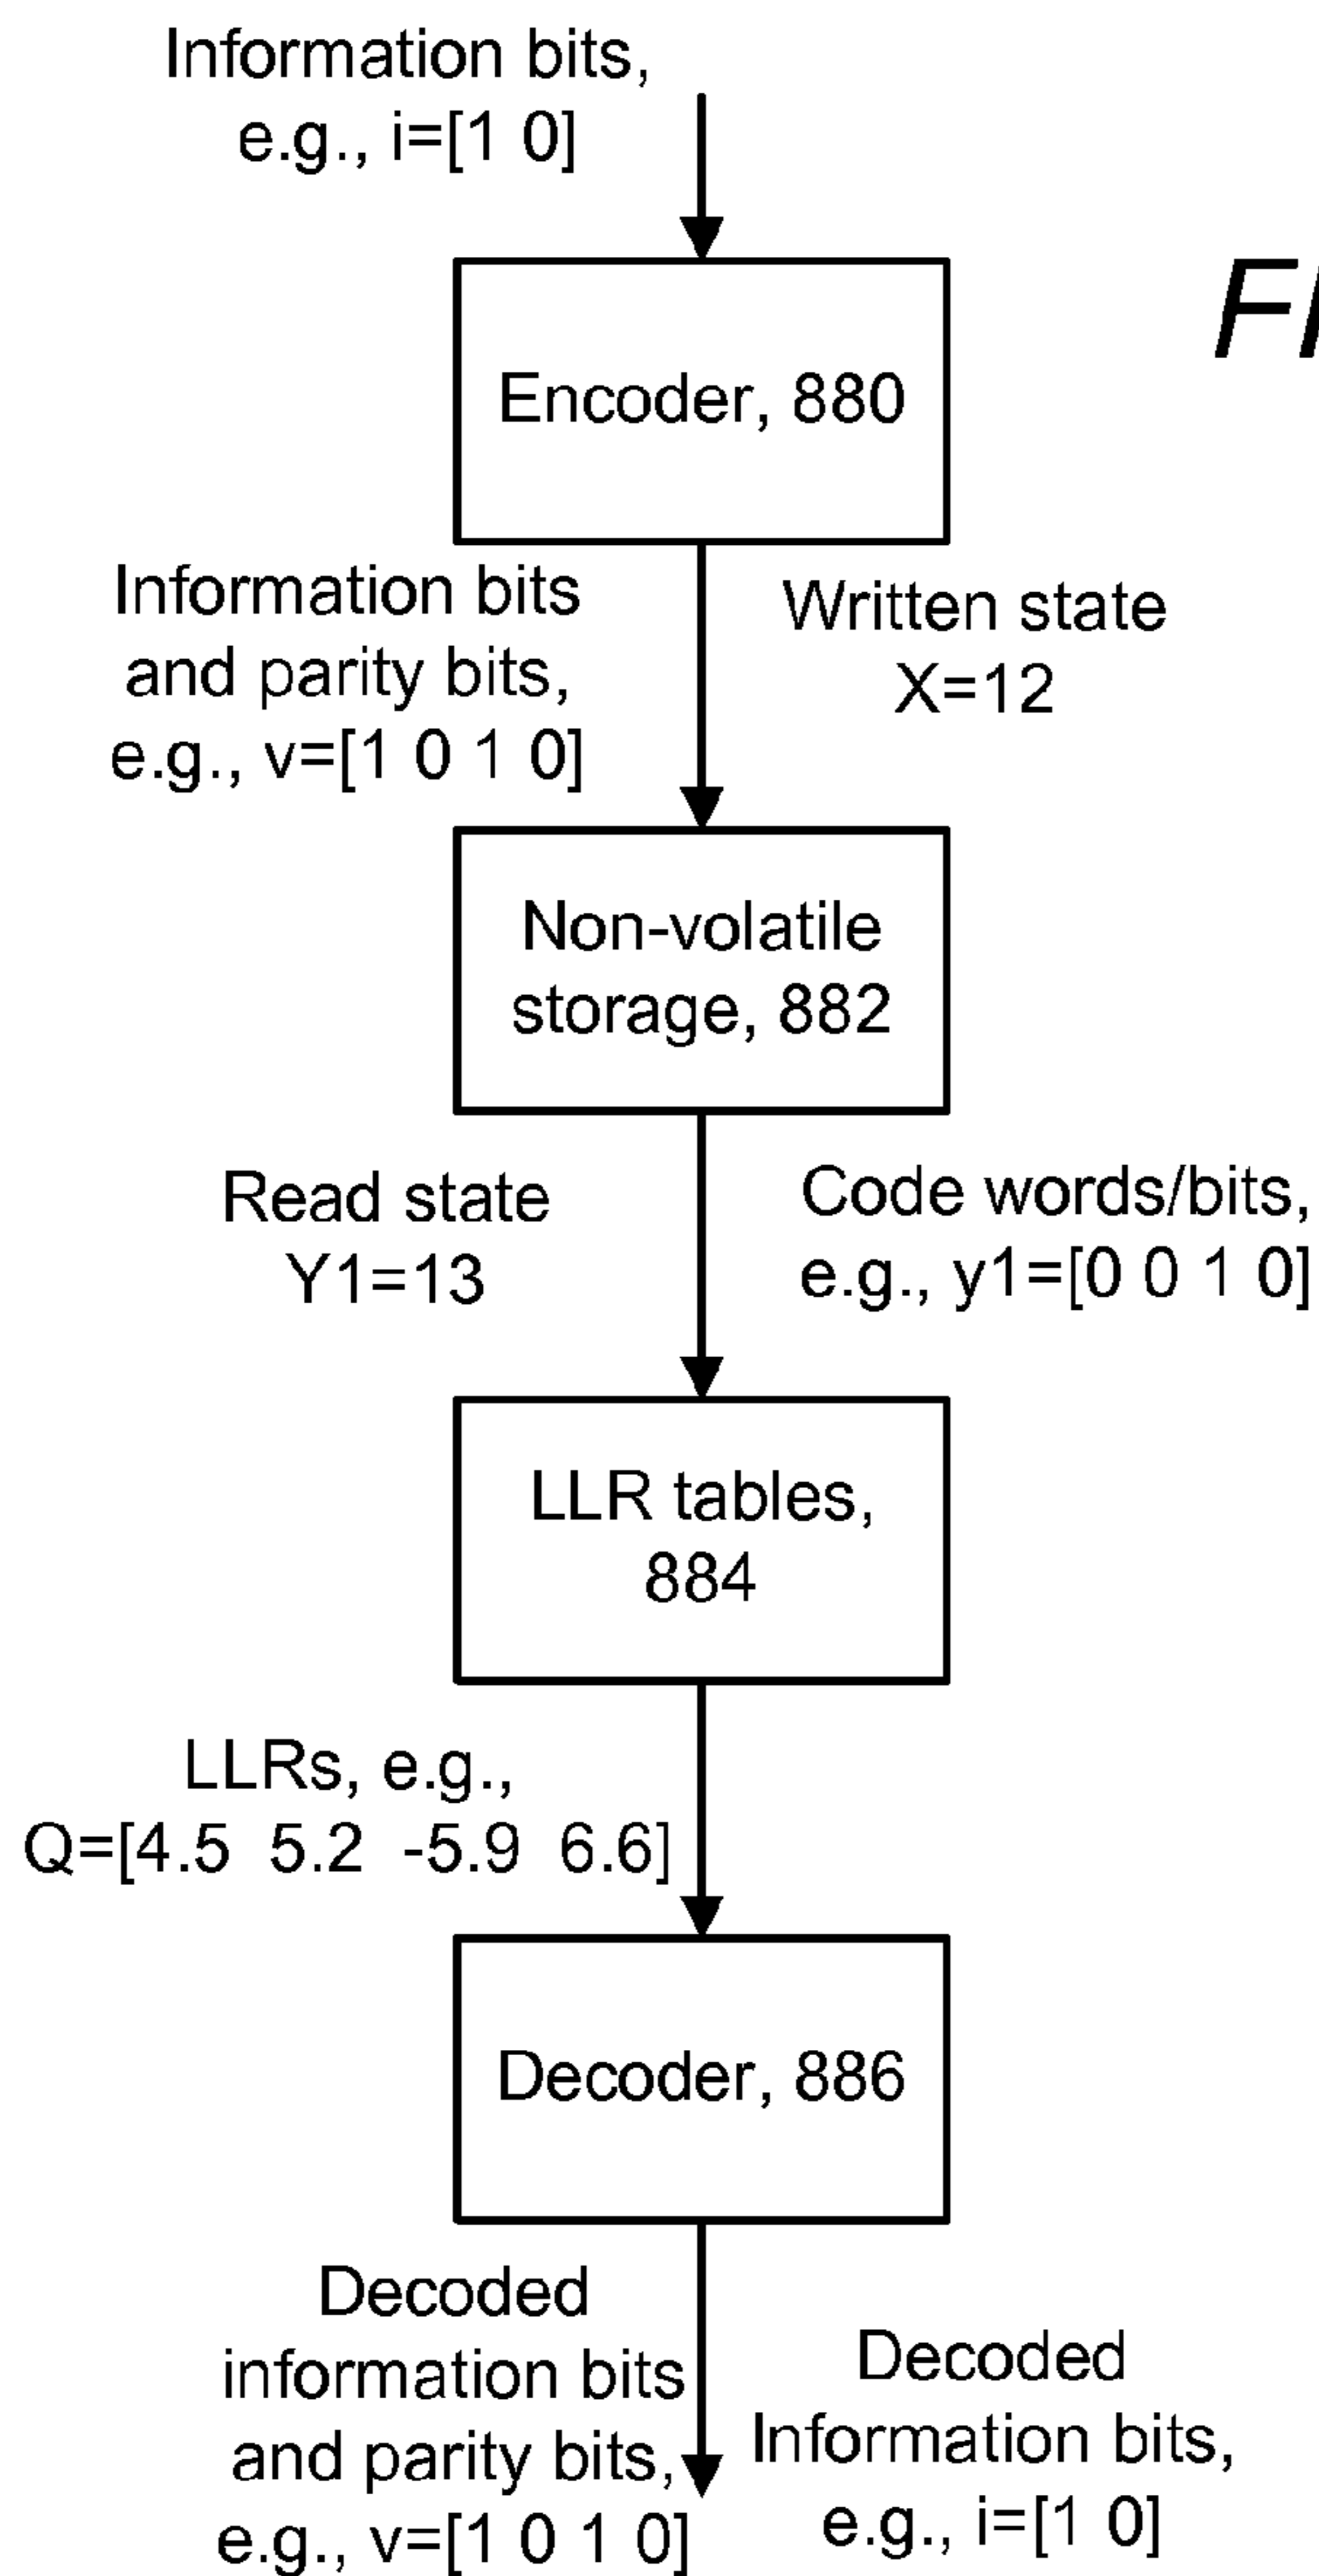 Information bits,
e.g., i=[1 0]
FI
Encoder, 880
Information bits
and parity bits,
e.g., v=[1 0 1 0]
Written state
X=12
Non-volatile
storage, 882
Read state
Y1=13
Code words/bits,
e.g., y1=[0 0 1 0]
LLR tables,
884
LLRs, e.g.,
Q=[4.5 5.2 -5.9 6.6]
Decoder, 886
Decoded
information bits
and parity bits,
e.g., v=[1 0 1 0]
Decoded
Information bits,
e.g., i=[1 0]